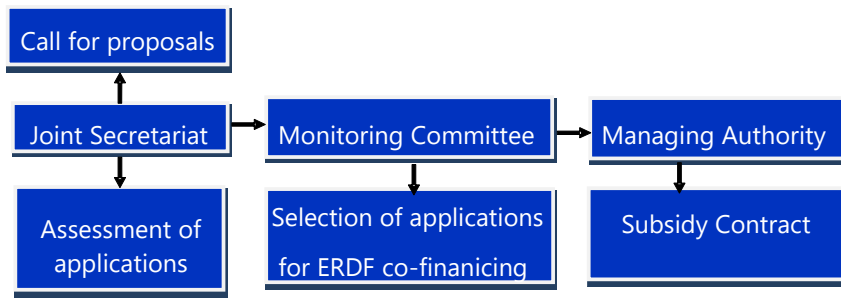 Call for proposals
Joint Secretariat
Monitoring Committee
Managing Authority
Assessment of
applications
Selection of applications
for ERDF co-finanicing
Subsidy Contract